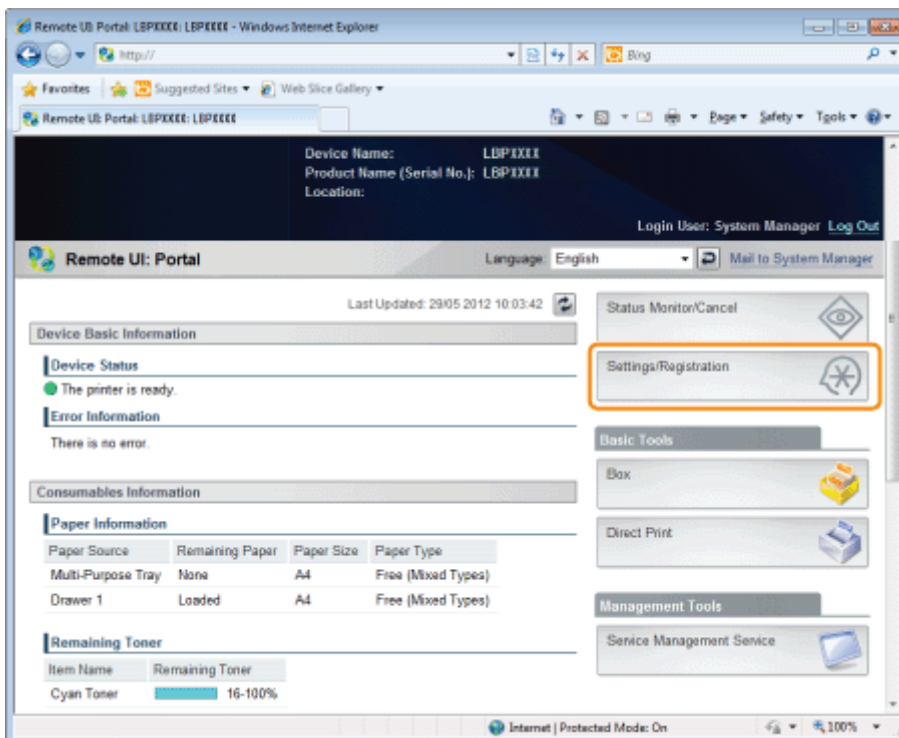 Remote UI: Portal: LBPXXXX: LBPXXXX - Windows Internet Explorer
http://
Bing
Favorites Suggested Sites Web Slice Gallery
Remote UI: Portal: LBPXXXX: LBPXXXX
Page Safety Tools
Device Name: LBPXXXX
Product Name (Serial No.): LBPXXXX
Location:
Login User: System Manager Log Out
Remote UI: Portal
Language: English
Mail to System Manager
Last Updated: 29/05 2012 10:03:42
Device Basic Information
Device Status
The printer is ready.
Error Information
There is no error.
Consumables Information
Paper Information
Paper Source Remaining Paper Paper Size Paper Type
Multi-Purpose Tray None A4 Free (Mixed Types)
Drawer 1 Loaded A4 Free (Mixed Types)
Remaining Toner
Item Name Remaining Toner
Cyan Toner 16-100%
Status Monitor/Cancel
Settings/Registration
Basic Tools
Box
Direct Print
Management Tools
Service Management Service
Internet | Protected Mode: On
100%